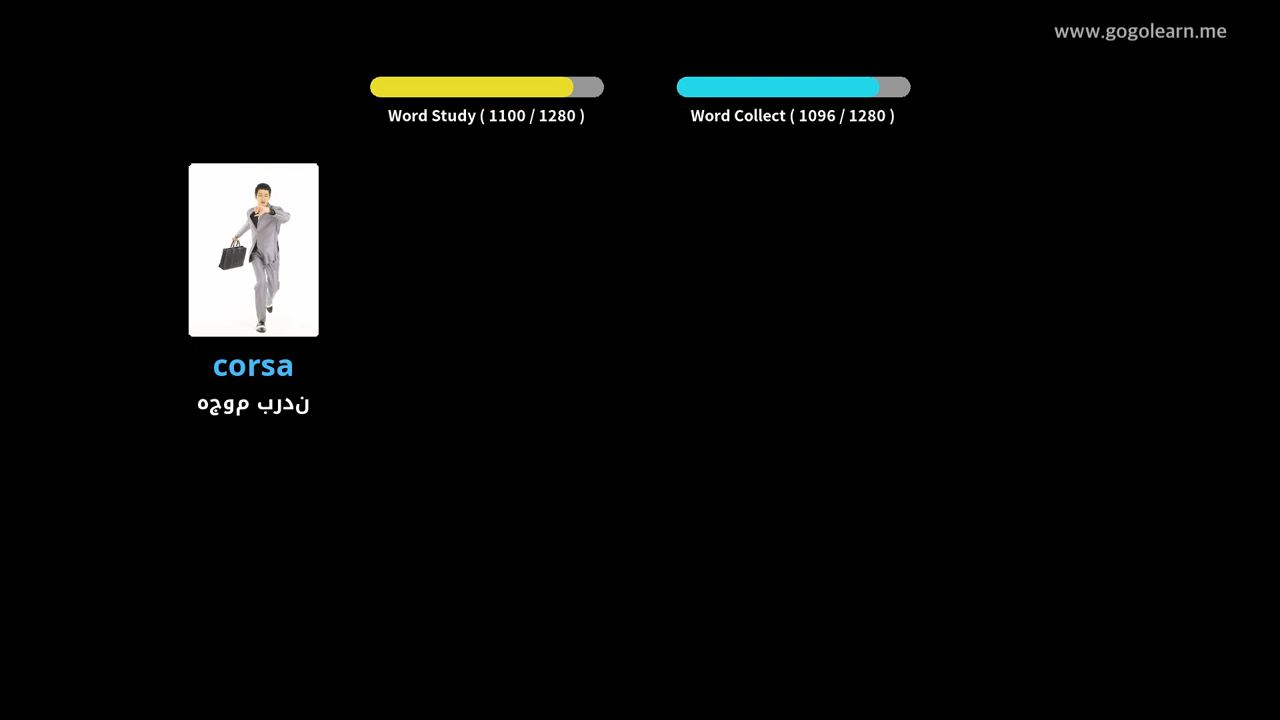 www.gogolearn.me
Word Study ( 1100 / 1280 )
Word Collect ( 1096 / 1280 )
corsa
ندرب موجه